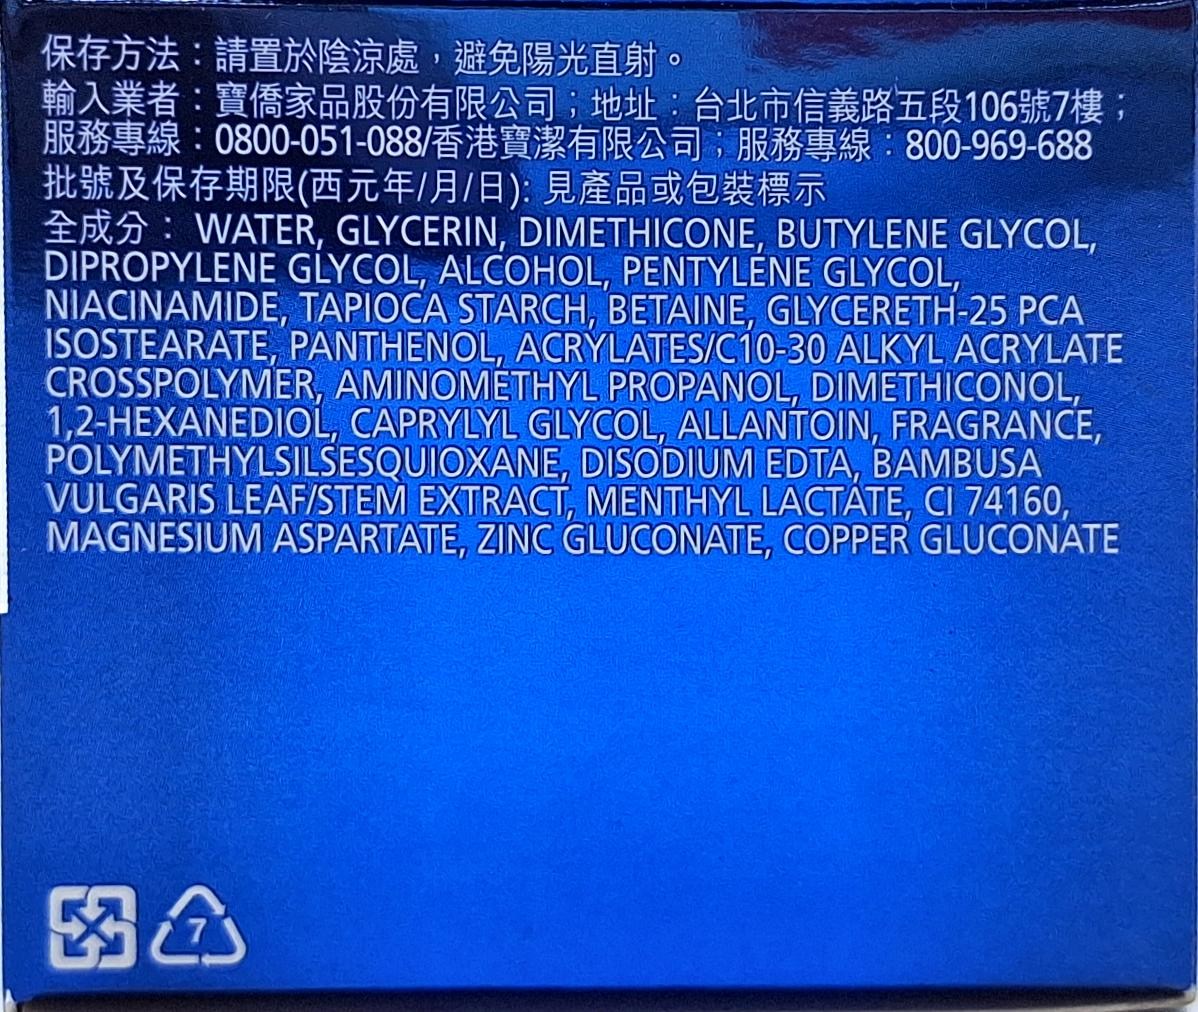 保存方法：請置於陰涼處，避免陽光直射。
輸入業者：寶僑家品股份有限公司；地址：台北市信義路五段106號7樓；
服務專線：0800-051-088/香港寶潔有限公司；服務專線：800-969-688
批號及保存期限(西元年/月/日): 見產品或包裝標示
全成分： WATER, GLYCERIN, DIMETHICONE, BUTYLENE GLYCOL,
DIPROPYLENE GLYCOL, ALCOHOL, PENTYLENE GLYCOL,
NIACINAMIDE, TAPIOCA STARCH, BETAINE, GLYCERETH-25 PCA
ISOSTEARATE, PANTHENOL, ACRYLATES/C10-30 ALKYL ACRYLATE
CROSSPOLYMER, AMINOMETHYL PROPANOL, DIMETHICONOL,
1,2-HEXANEDIOL, CAPRYLYL GLYCOL, ALLANTOIN, FRAGRANCE,
POLYMETHYLSILSESQUIOXANE, DISODIUM EDTA, BAMBUSA
VULGARIS LEAF/STEM EXTRACT, MENTHYL LACTATE, CI 74160,
MAGNESIUM ASPARTATE, ZINC GLUCONATE, COPPER GLUCONATE
7